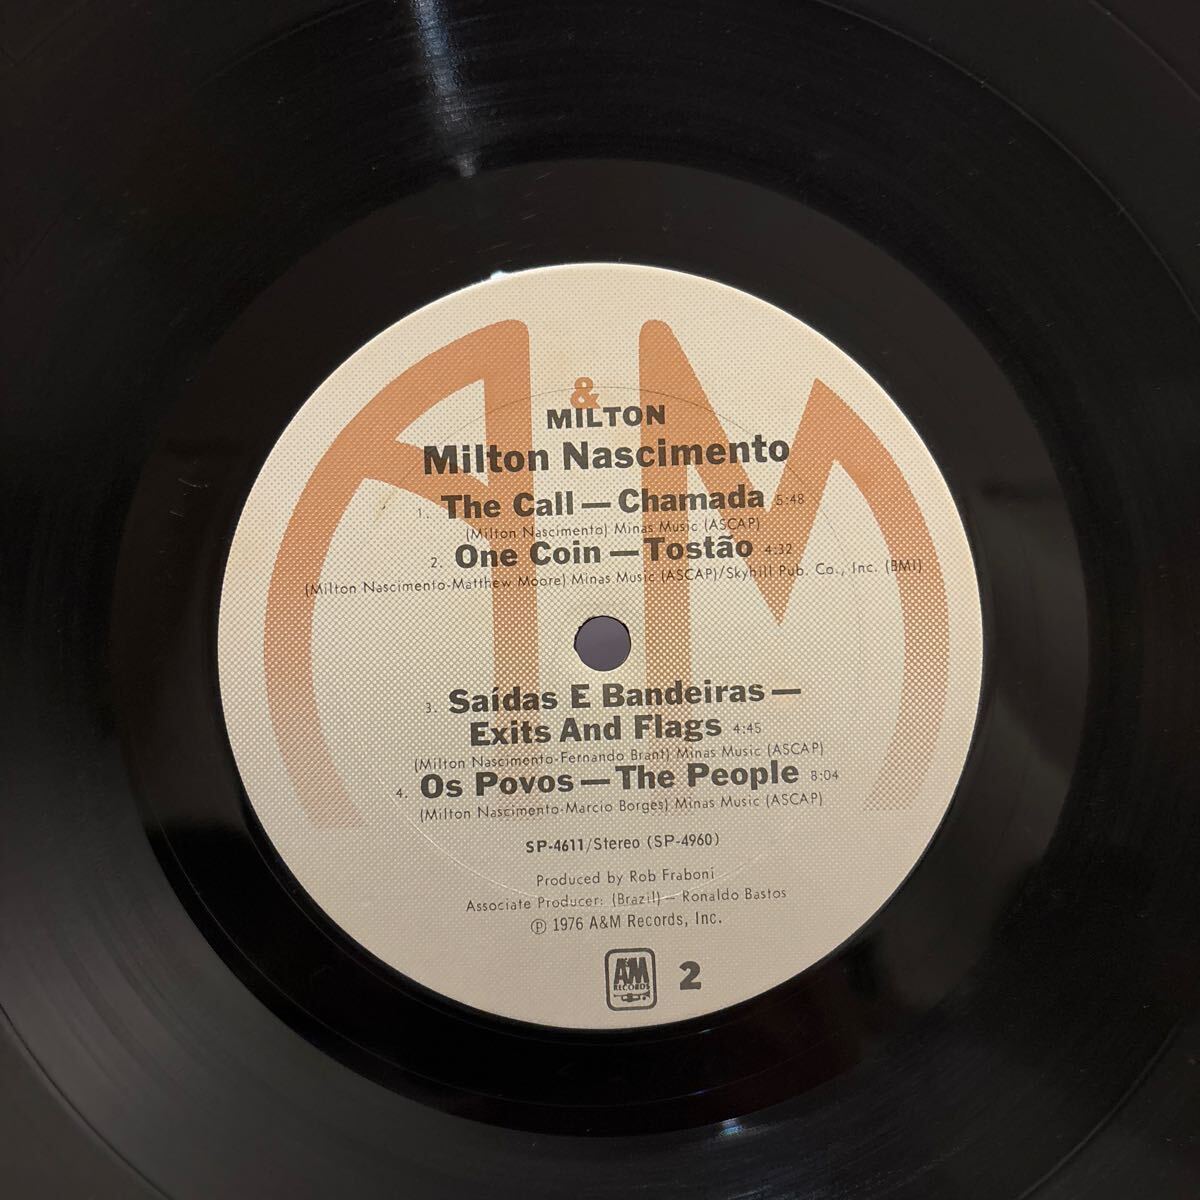 A&M
MILTON
Milton Nascimento
1. The Call — Chamada 5:48
(Milton Nascimento) Minas Music (ASCAP)
2. One Coin — Tostão 4:32
(Milton Nascimento-Matthew Moore) Minas Music (ASCAP)/Skyhill Pub. Co., Inc. (BMI)
3. Saídas E Bandeiras —
Exits And Flags 4:45
(Milton Nascimento-Fernando Brant) Minas Music (ASCAP)
4. Os Povos — The People 8:04
(Milton Nascimento-Marcio Borges) Minas Music (ASCAP)
SP-4611/Stereo (SP-4960)
Produced by Rob Fraboni
Associate Producer: (Brazil) — Ronaldo Bastos
℗ 1976 A&M Records, Inc.
A&M
RECORDS
2